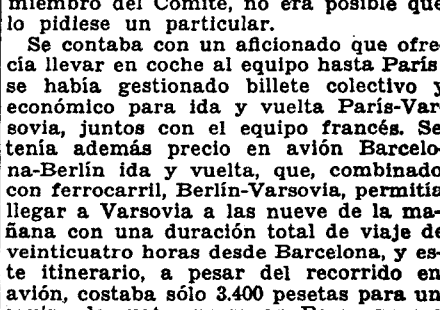 miembro del Comité, no era posible que
lo pidiese un particular.
Se contaba con un aficionado que ofre-
cía llevar en coche al equipo hasta París
se había gestionado billete colectivo y
económico para ida y vuelta París-Var-
sovia, juntos con el equipo francés. Se
tenía además precio en avión Barcelo-
na-Berlín ida y vuelta, que, combinado
con ferrocarril, Berlín-Varsovia, permitía
llegar a Varsovia a las nueve de la ma-
ñana con una duración total de viaje de
veinticuatro horas desde Barcelona, y es-
te itinerario, a pesar del recorrido en
avión, costaba sólo 3.400 pesetas para un